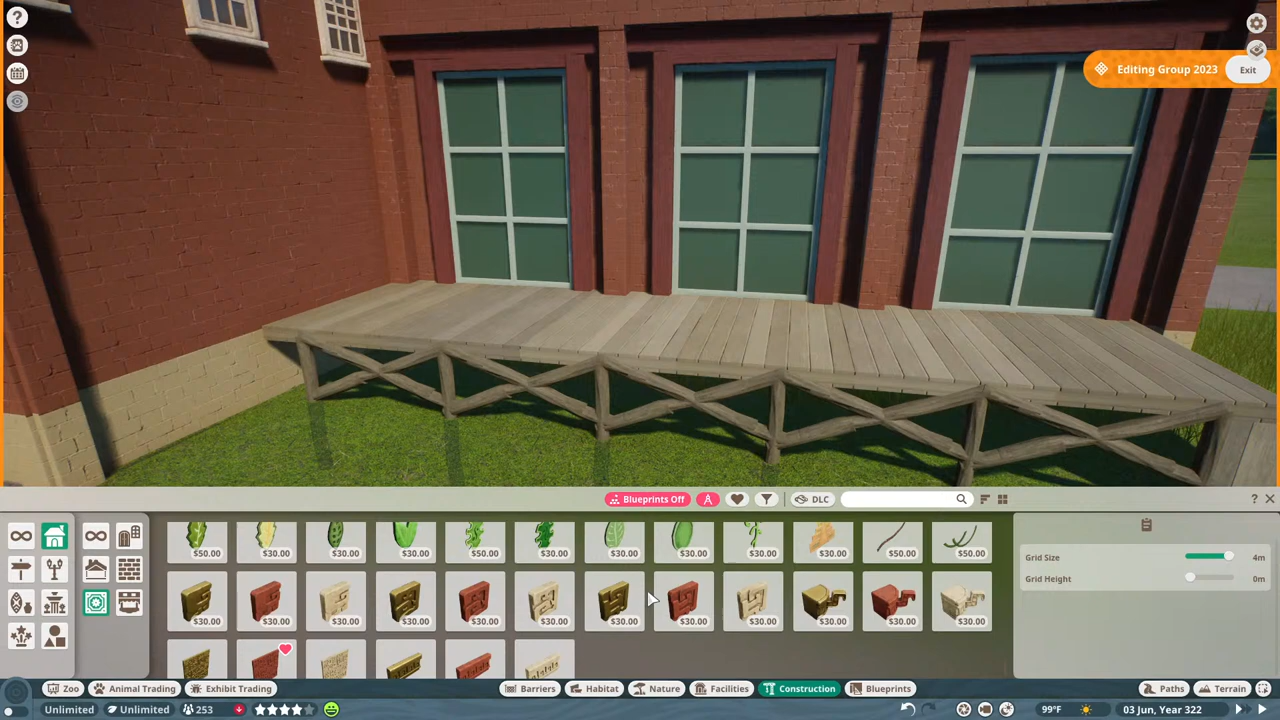 Editing Group 2023 Exit
Blueprints Off DLC
?
?
$50.00 $30.00 $30.00 $30.00 $50.00 $30.00 $30.00 $30.00 $30.00 $30.00 $50.00 $50.00
Grid Size 4m
Grid Height 0m
$30.00 $30.00 $30.00 $30.00 $30.00 $30.00 $30.00 $30.00 $30.00 $30.00 $30.00 $30.00
Zoo Animal Trading Exhibit Trading Barriers Habitat Nature Facilities Construction Blueprints Paths Terrain
Unlimited Unlimited 253 99°F 03 Jun, Year 322